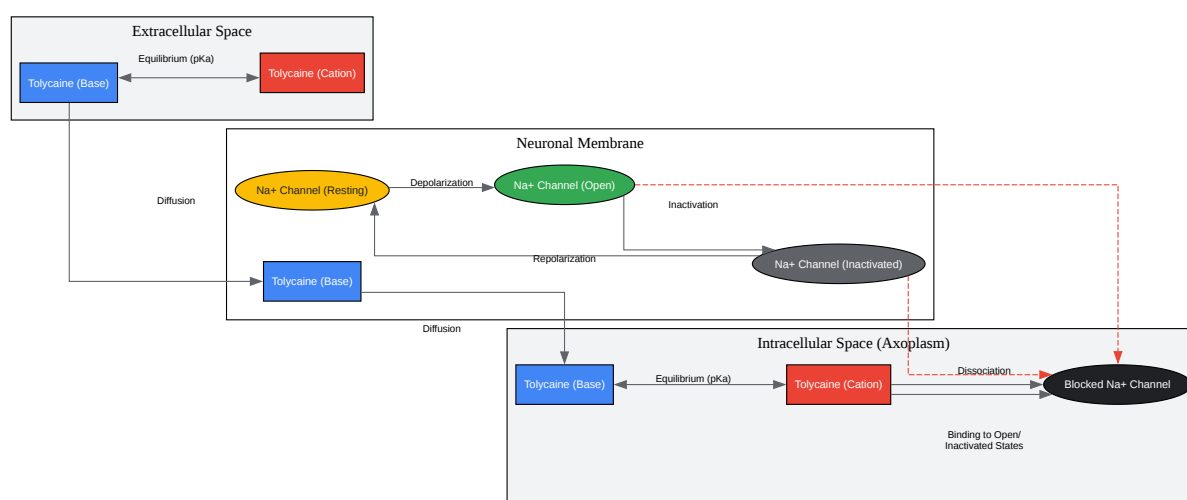 Extracellular Space
Equilibrium (pKa)
Tolycaine (Base)
Tolycaine (Cation)
Neuronal Membrane
Na+ Channel (Resting)
Depolarization
Na+ Channel (Open)
Diffusion
Inactivation
Repolarization
Na+ Channel (Inactivated)
Tolycaine (Base)
Diffusion
Intracellular Space (Axoplasm)
Tolycaine (Base)
Equilibrium (pKa)
Tolycaine (Cation)
Dissociation
Blocked Na+ Channel
Binding to Open/
Inactivated States